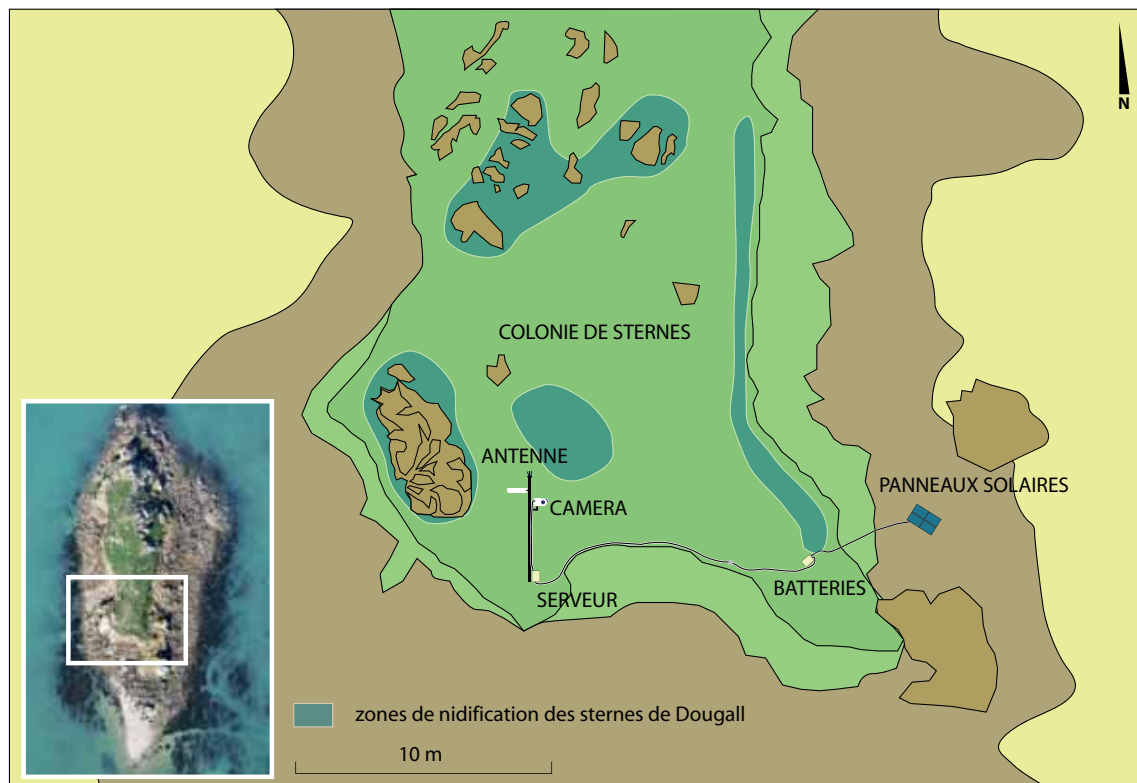 N
COLONIE DE STERNES
ANTENNE
CAMERA
PANNEAUX SOLAIRES
BATTERIES
SERVEUR
zones de nidification des sternes de Dougall
10 m